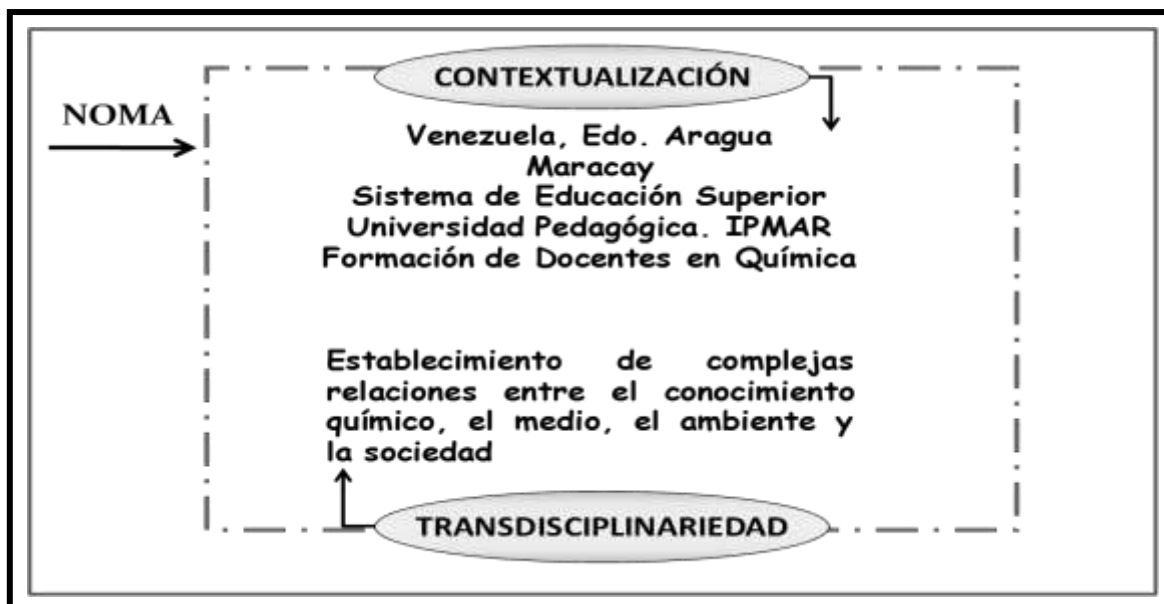 CONTEXTUALIZACIÓN
NOMA
Venezuela, Edo. Aragua
Maracay
Sistema de Educación Superior
Universidad Pedagógica. IPMAR
Formación de Docentes en Química
Establecimiento de complejas
relaciones entre el conocimiento
químico, el medio, el ambiente y
la sociedad
TRANSDISCIPLINARIEDAD